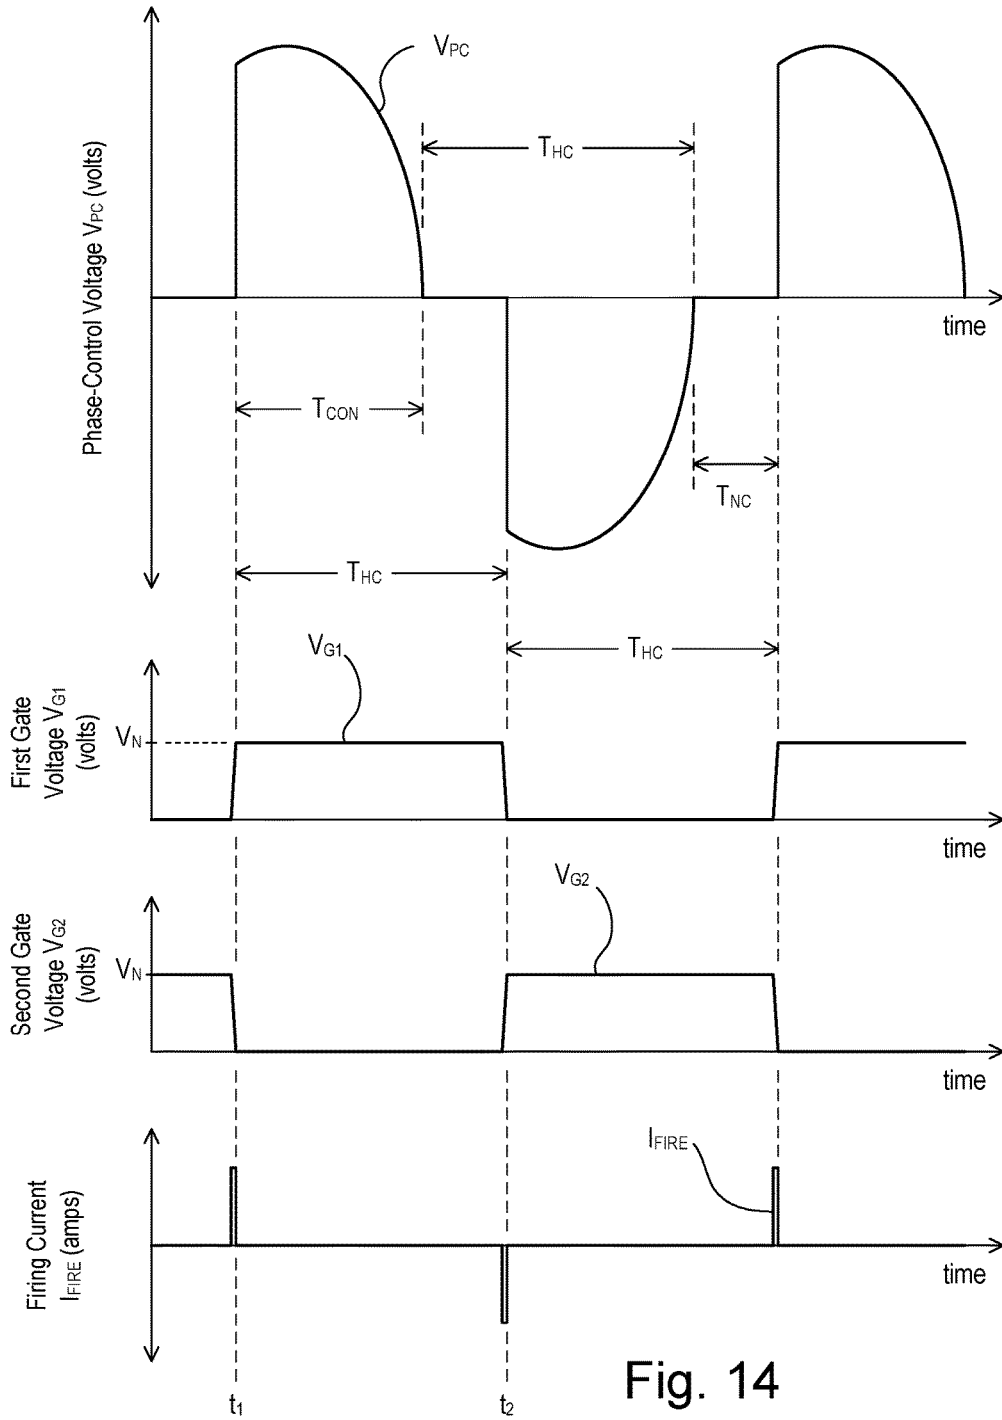 Phase-Control Voltage VPC (volts)
VPC
THC
time
TCON
TNC
THC
THC
First Gate
Voltage VG1
(volts)
VG1
VN
time
Second Gate
Voltage VG2
(volts)
VG2
VN
time
Firing Current
IFIRE (amps)
IFIRE
time
t1
t2
Fig. 14